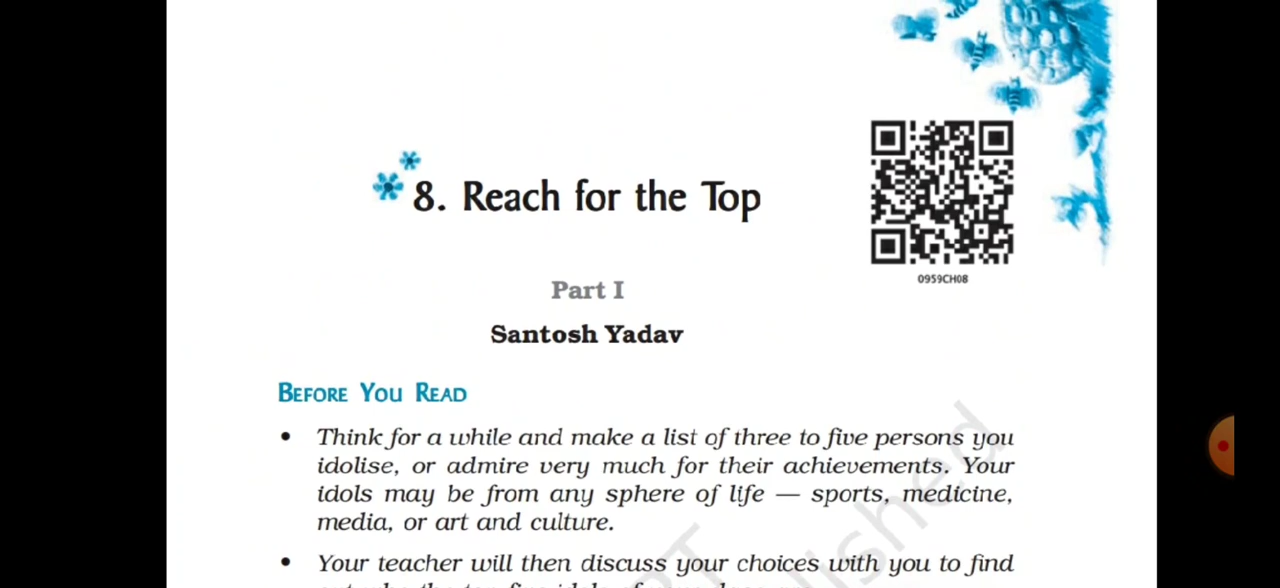 8. Reach for the Top
0959CH08
Part I
Santosh Yadav
BEFORE YOU READ
• Think for a while and make a list of three to five persons you
idolise, or admire very much for their achievements. Your
idols may be from any sphere of life — sports, medicine,
media, or art and culture.
• Your teacher will then discuss your choices with you to find